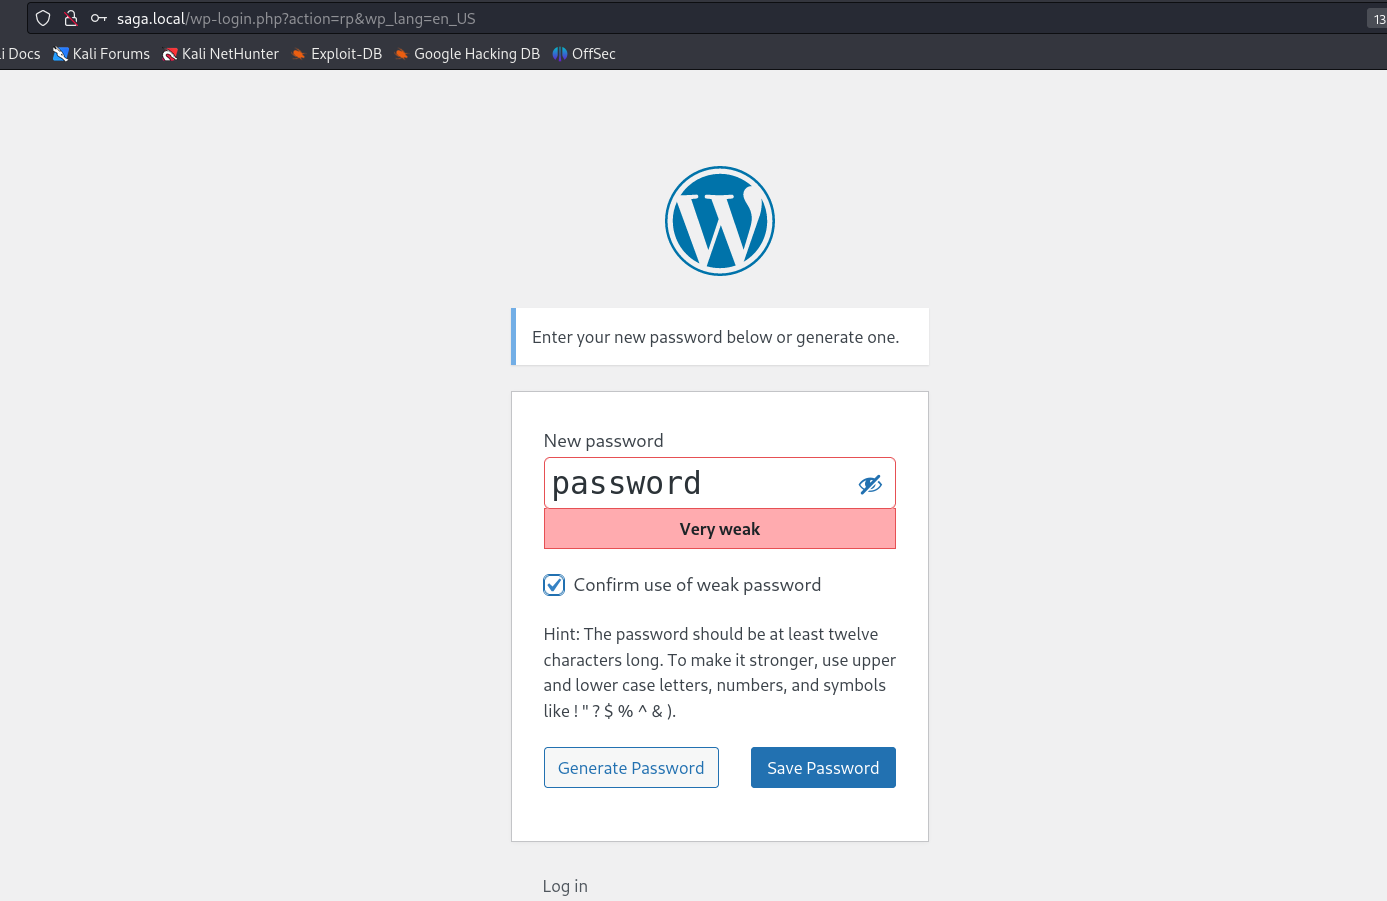 saga.local/wp-login.php?action=rp&wp_lang=en_US
13
Docs Kali Forums Kali NetHunter Exploit-DB Google Hacking DB OffSec
Enter your new password below or generate one.
New password
password
Very weak
Confirm use of weak password
Hint: The password should be at least twelve
characters long. To make it stronger, use upper
and lower case letters, numbers, and symbols
like ! " ? $ % ^ & ).
Generate Password Save Password
Log in